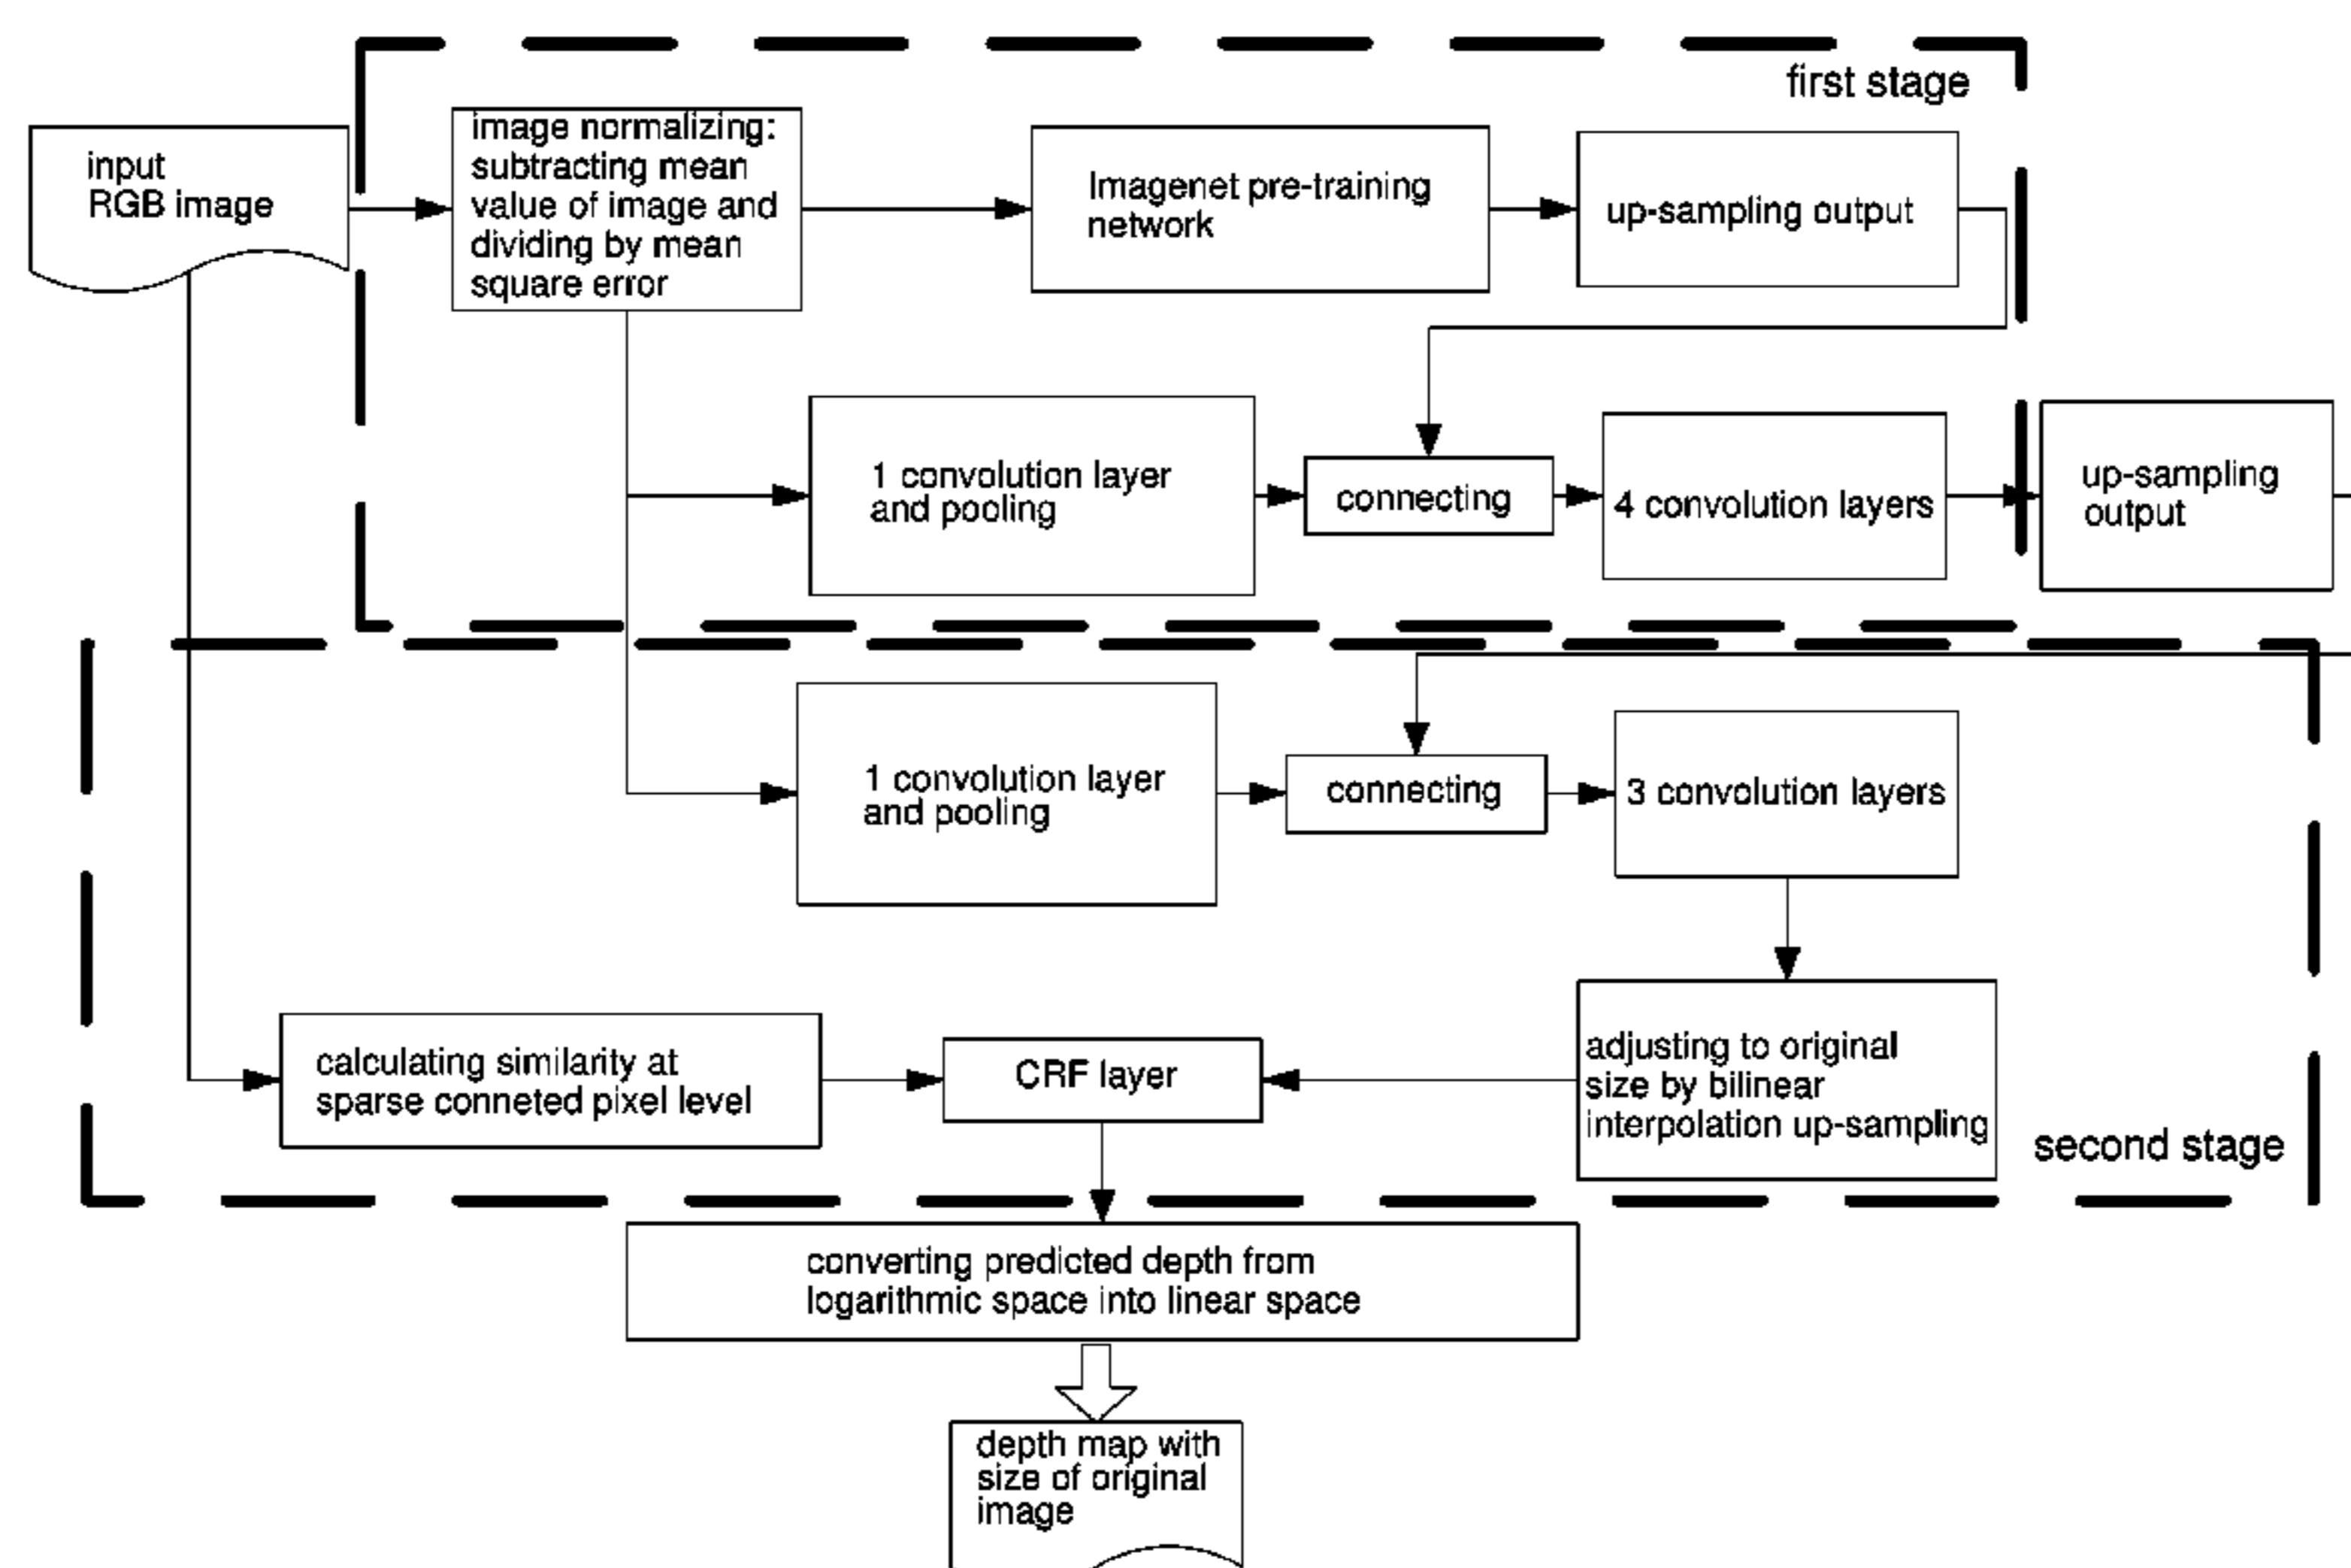 first stage
input
RGB image
image normalizing:
subtracting mean
value of image and
dividing by mean
square error
Imagenet pre-training
network
up-sampling output
1 convolution layer
and pooling
connecting
4 convolution layers
up-sampling
output
1 convolution layer
and pooling
connecting
3 convolution layers
calculating similarity at
sparse conneted pixel level
CRF layer
adjusting to original
size by bilinear
interpolation up-sampling
second stage
converting predicted depth from
logarithmic space into linear space
depth map with
size of original
image